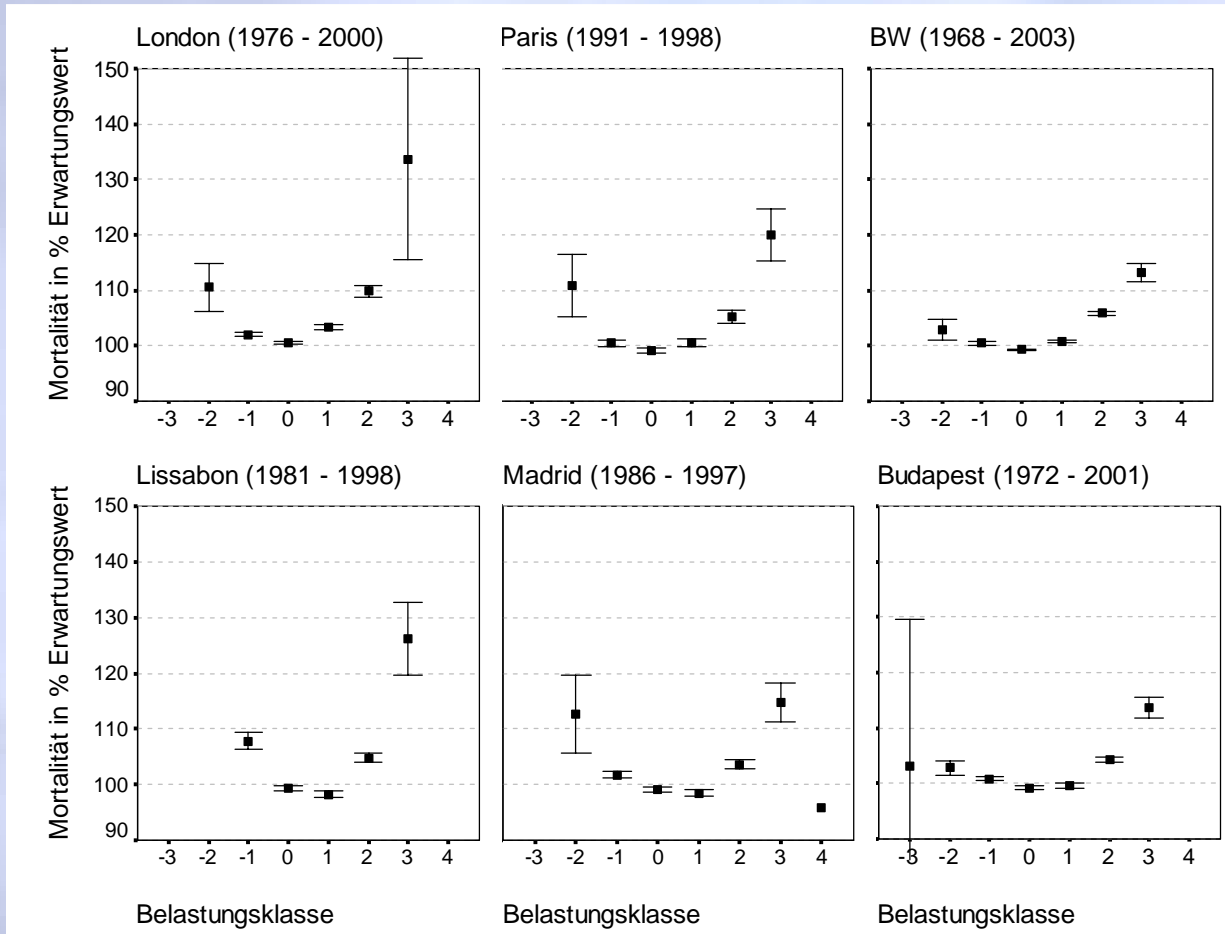 London (1976 - 2000)
Paris (1991 - 1998)
BW (1968 - 2003)
Mortalität in % Erwartungswert
150
140
130
120
110
100
90
-3 -2 -1 0 1 2 3 4
-3 -2 -1 0 1 2 3 4
-3 -2 -1 0 1 2 3 4
Lissabon (1981 - 1998)
Madrid (1986 - 1997)
Budapest (1972 - 2001)
Mortalität in % Erwartungswert
150
140
130
120
110
100
90
-3 -2 -1 0 1 2 3 4
-3 -2 -1 0 1 2 3 4
-3 -2 -1 0 1 2 3 4
Belastungsklasse
Belastungsklasse
Belastungsklasse